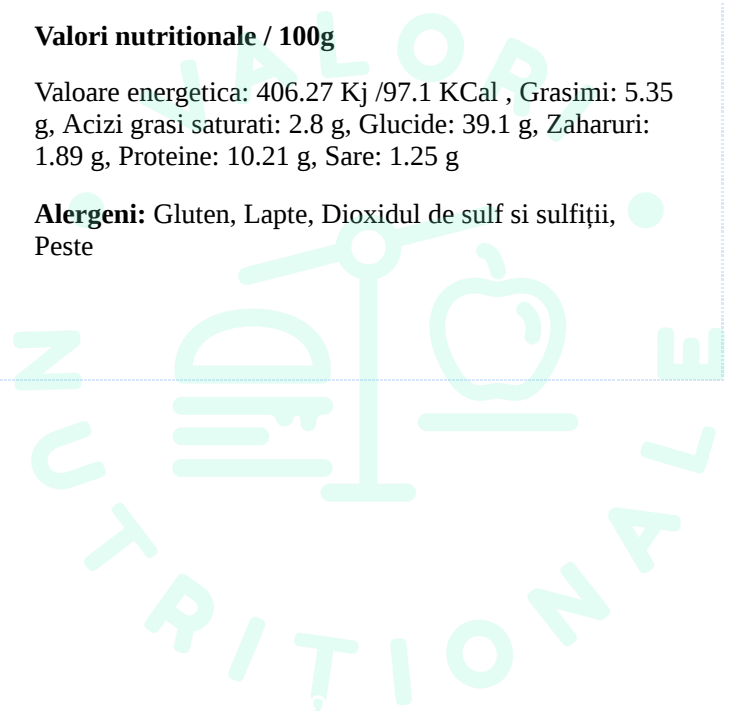 Valori nutritionale / 100g
Valoare energetica: 406.27 Kj /97.1 KCal , Grasimi: 5.35
g, Acizi grasi saturati: 2.8 g, Glucide: 39.1 g, Zaharuri:
1.89 g, Proteine: 10.21 g, Sare: 1.25 g
Alergeni: Gluten, Lapte, Dioxidul de sulf si sulfiții,
Peste
VALORI
NUTRIȚIONALE